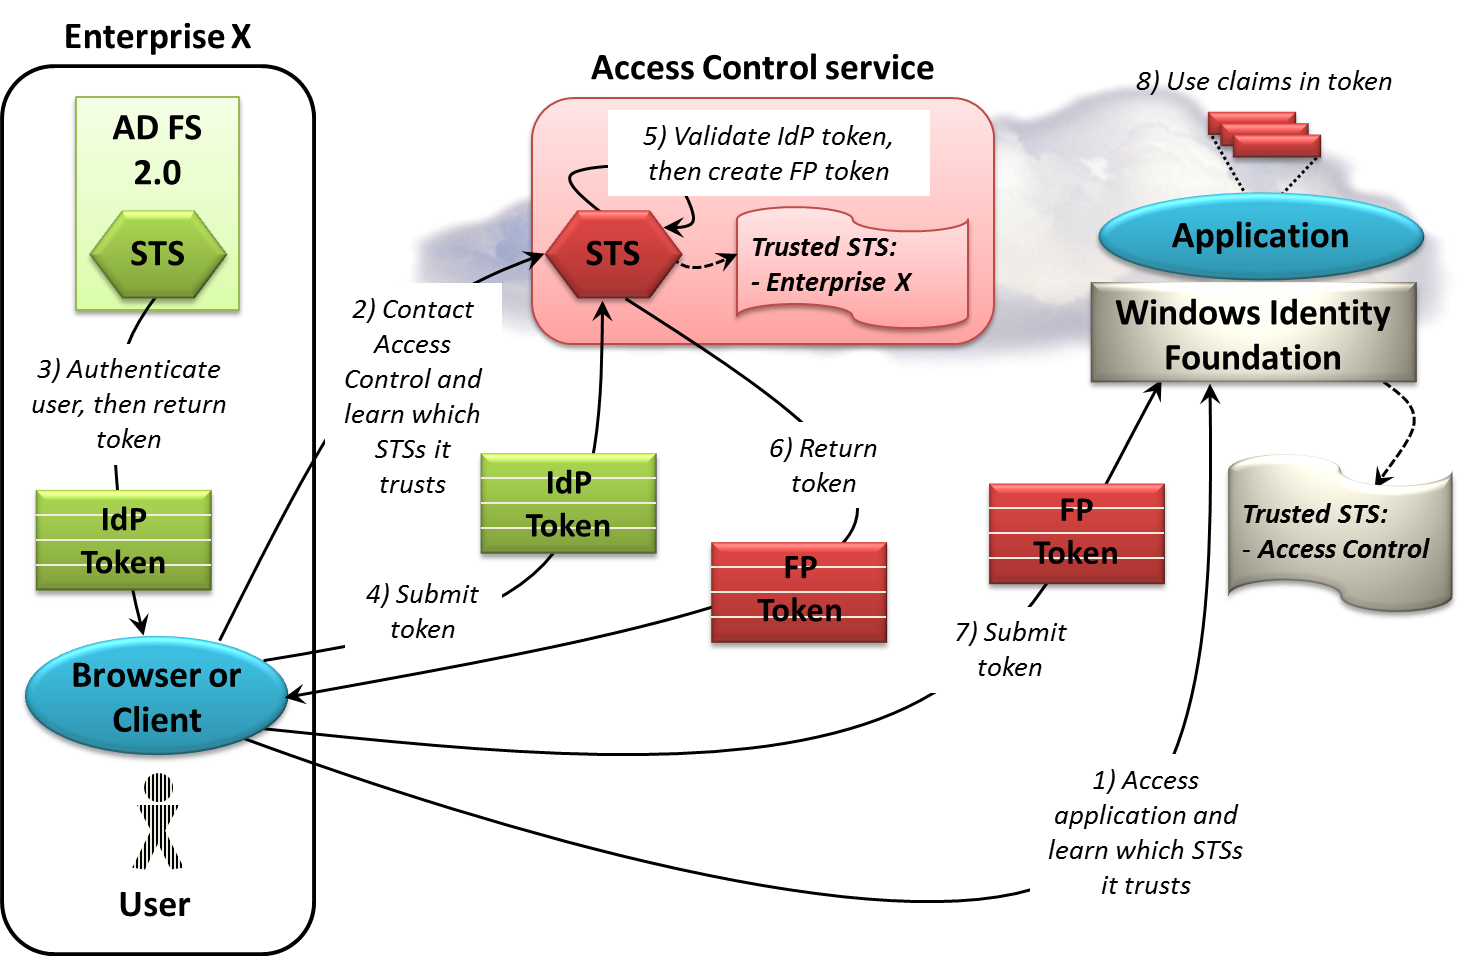 Enterprise X
AD FS
2.0
STS
3) Authenticate
user, then return
token
IdP
Token
Browser or
Client
User
Access Control service
5) Validate IdP token,
then create FP token
STS
Trusted STS:
- Enterprise X
2) Contact
Access
Control and
learn which
STSs it
trusts
IdP
Token
4) Submit
token
6) Return
token
FP
Token
8) Use claims in token
Application
Windows Identity
Foundation
FP
Token
7) Submit
token
Trusted STS:
- Access Control
1) Access
application and
learn which STSs
it trusts